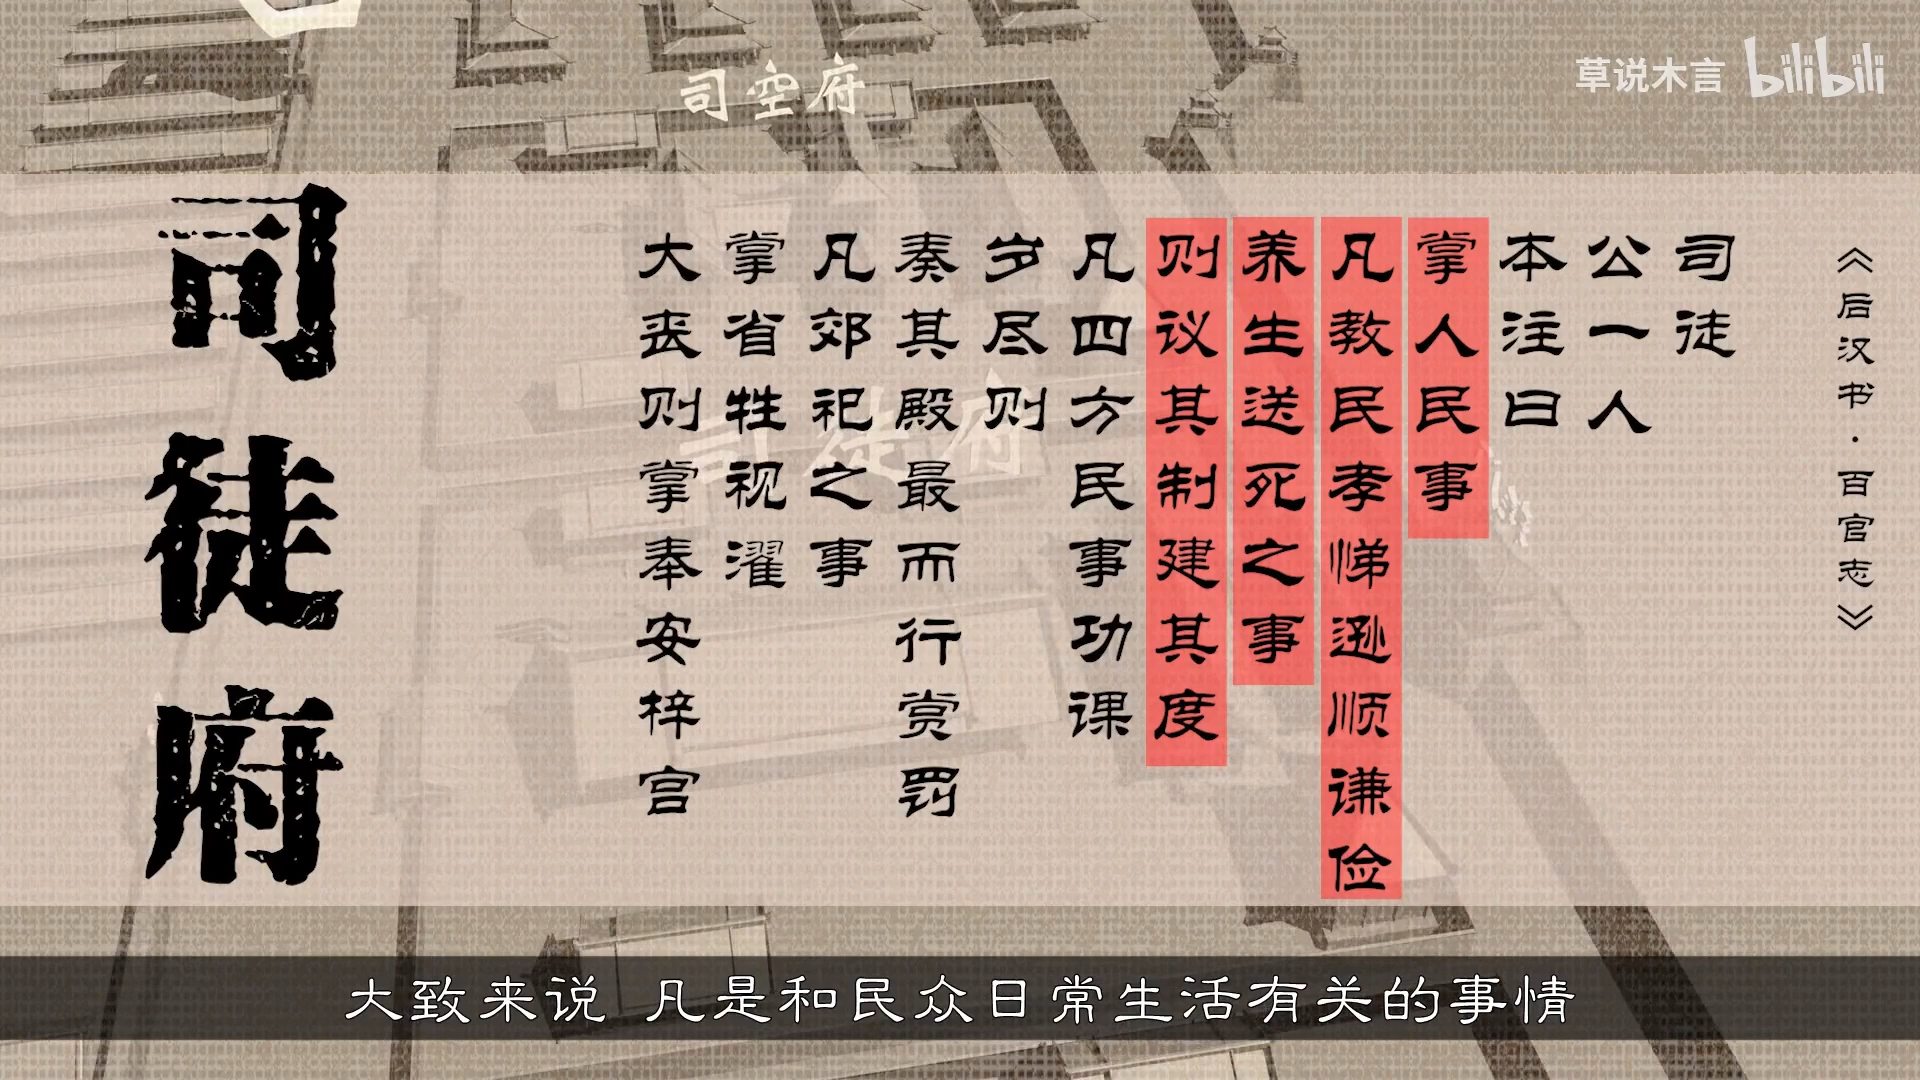 草说木言 bilibili
司空府
《后汉书·百官志》
司徒
公一人
本注曰
掌人民事
凡教民孝悌逊顺谦俭
养生送死之事
则议其制建其度
凡四方民事功课
岁尽则
奏其殿最而行赏罚
凡郊祀之事
掌省牲视濯
大丧则掌奉安梓宫
司徒府
司徒府
大致来说 凡是和民众日常生活有关的事情